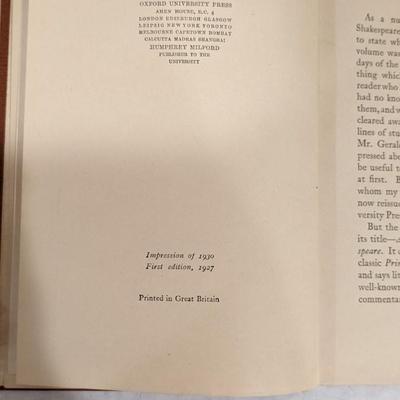 OXFORD UNIVERSITY PRESS
AMEN HOUSE, E.C. 4
LONDON EDINBURGH GLASGOW
LEIPZIG NEW YORK TORONTO
MELBOURNE CAPETOWN BOMBAY
CALCUTTA MADRAS SHANGHAI
HUMPHREY MILFORD
PUBLISHER TO THE
UNIVERSITY
Impression of 1930
First edition, 1927
Printed in Great Britain
As a nu
Shakespeare
to state wh
volume was
days of the
thing which
reader who
had no kno
them, and w
cleared awa
lines of stu
Mr. Geral
pressed abo
be useful t
at first. B
whom my
now reissue
versity Pres
But the
its title—
speare. It c
classic Prin
and says lit
well-known
commenta